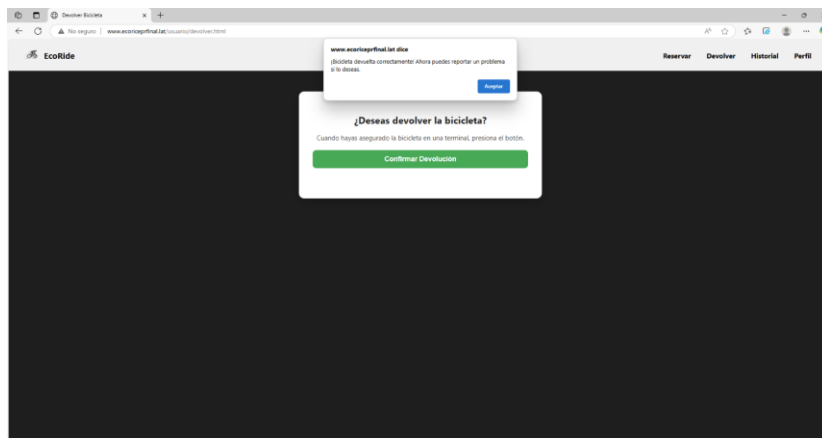 Devolver Bicicleta
No seguro | www.ecoriceprfinal.lat/usuario/devolver.html
EcoRide
Reservar Devolver Historial Perfil
www.ecoriceprfinal.lat dice
¡Bicicleta devuelta correctamente! Ahora puedes reportar un problema
si lo deseas.
Aceptar
¿Deseas devolver la bicicleta?
Cuando hayas asegurado la bicicleta en una terminal, presiona el botón.
Confirmar Devolución